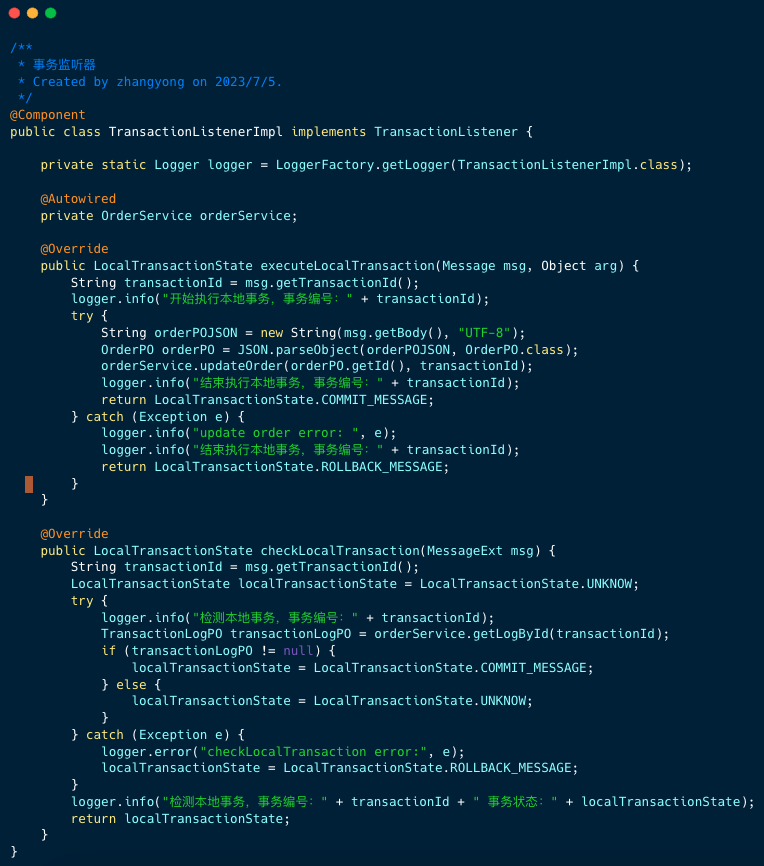 /**
 * 事务监听器
 * Created by zhangyong on 2023/7/5.
 */
@Component
public class TransactionListenerImpl implements TransactionListener {

    private static Logger logger = LoggerFactory.getLogger(TransactionListenerImpl.class);

    @Autowired
    private OrderService orderService;

    @Override
    public LocalTransactionState executeLocalTransaction(Message msg, Object arg) {
        String transactionId = msg.getTransactionId();
        logger.info("开始执行本地事务，事务编号：" + transactionId);
        try {
            String orderPOJSON = new String(msg.getBody(), "UTF-8");
            OrderPO orderPO = JSON.parseObject(orderPOJSON, OrderPO.class);
            orderService.updateOrder(orderPO.getId(), transactionId);
            logger.info("结束执行本地事务，事务编号：" + transactionId);
            return LocalTransactionState.COMMIT_MESSAGE;
        } catch (Exception e) {
            logger.info("update order error: ", e);
            logger.info("结束执行本地事务，事务编号：" + transactionId);
            return LocalTransactionState.ROLLBACK_MESSAGE;
        }
    }

    @Override
    public LocalTransactionState checkLocalTransaction(MessageExt msg) {
        String transactionId = msg.getTransactionId();
        LocalTransactionState localTransactionState = LocalTransactionState.UNKNOW;
        try {
            logger.info("检测本地事务，事务编号：" + transactionId);
            TransactionLogPO transactionLogPO = orderService.getLogById(transactionId);
            if (transactionLogPO != null) {
                localTransactionState = LocalTransactionState.COMMIT_MESSAGE;
            } else {
                localTransactionState = LocalTransactionState.UNKNOW;
            }
        } catch (Exception e) {
            logger.error("checkLocalTransaction error:", e);
            localTransactionState = LocalTransactionState.ROLLBACK_MESSAGE;
        }
        logger.info("检测本地事务，事务编号：" + transactionId + " 事务状态：" + localTransactionState);
        return localTransactionState;
    }
}